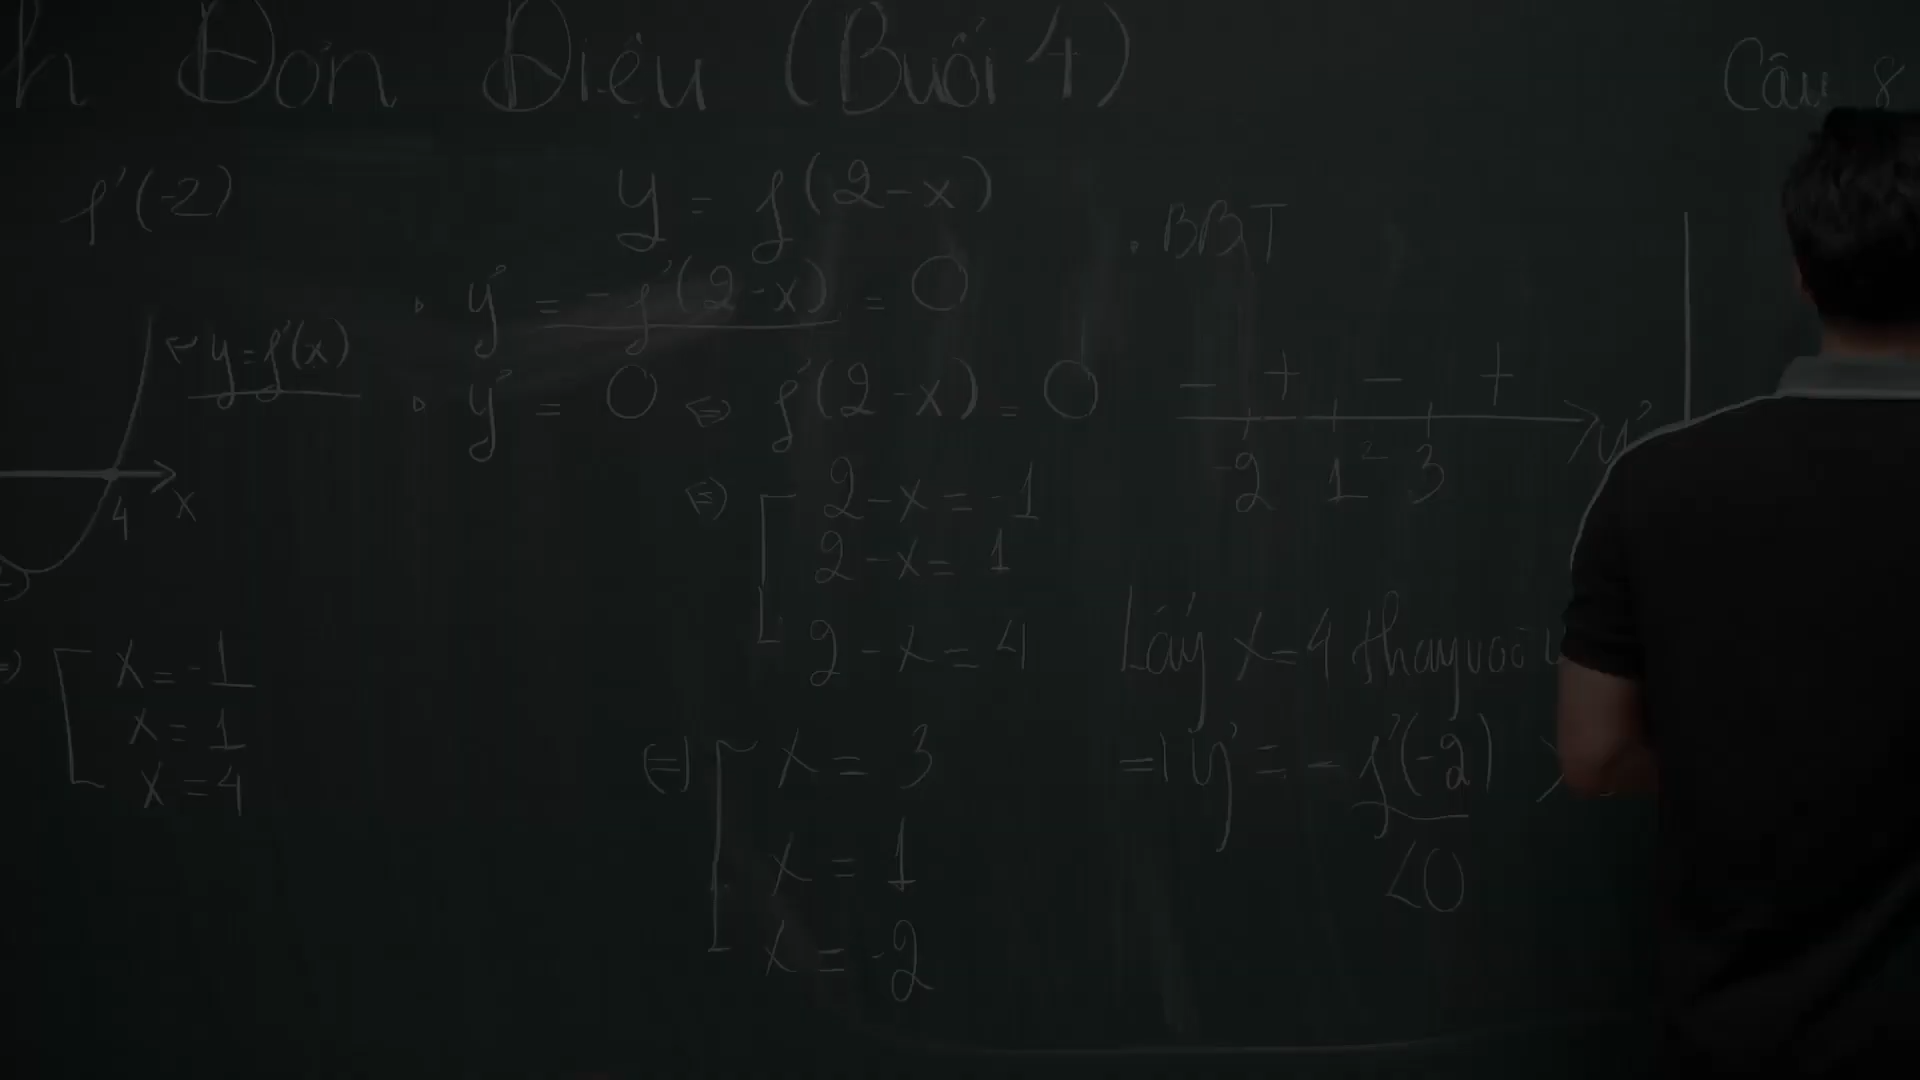 h Đơn Điệu (Buổi 4)
Câu 8
f'(-2)
y = f'(x)
4
x
x = -1
x = 1
x = 4
y = f(2-x)
y' = -f'(2-x) = 0
y' = 0 ⇔ f'(2-x) = 0
⇔ 2-x = -1
2-x = 1
2-x = 4
⇔ x = 3
x = 1
x = -2
. BBT
- + - +
-2 1 2 3
y'
Lấy x=4 thay vào
=> y' = -f'(-2) >
<0